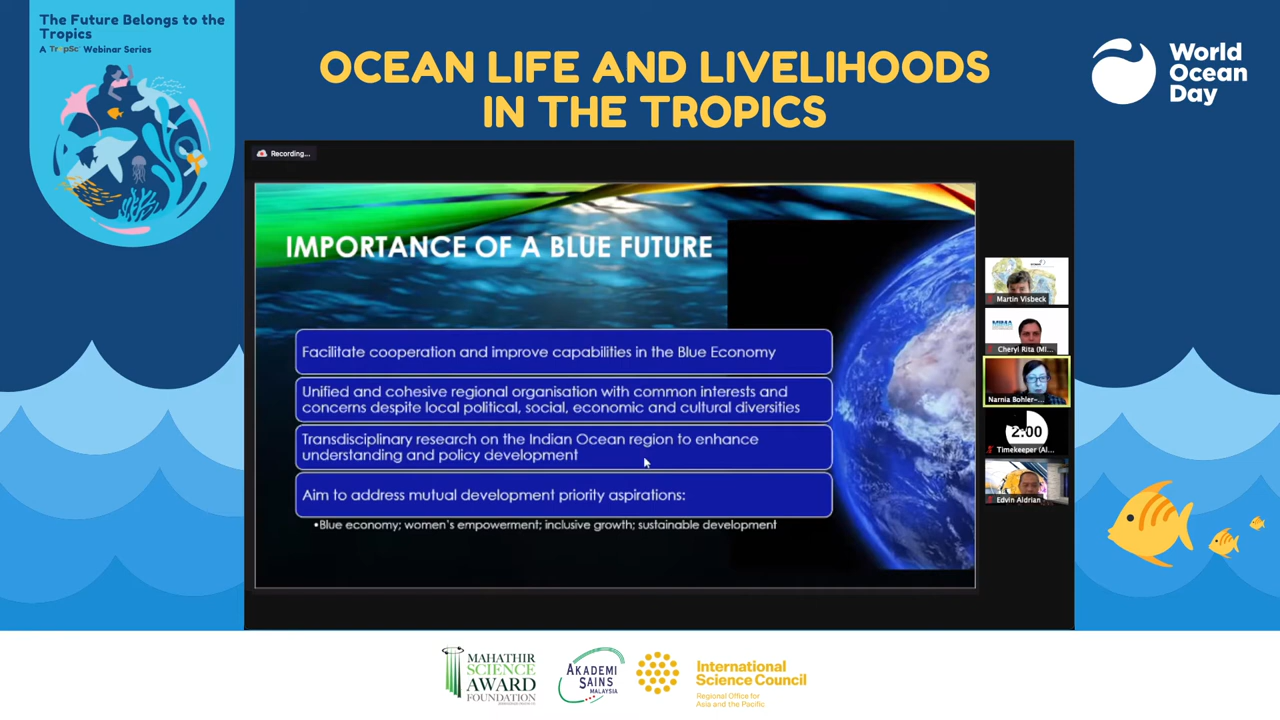 The Future Belongs to the
Tropics
A TropSc Webinar Series
OCEAN LIFE AND LIVELIHOODS
IN THE TROPICS
World
Ocean
Day
Recording...
IMPORTANCE OF A BLUE FUTURE
Facilitate cooperation and improve capabilities in the Blue Economy
Unified and cohesive regional organisation with common interests and
concerns despite local political, social, economic and cultural diversities
Transdisciplinary research on the Indian Ocean region to enhance
understanding and policy development
Aim to address mutual development priority aspirations:
•Blue economy; women's empowerment; inclusive growth; sustainable development
Martin Visbeck
MIMA
Cheryl Rita (MI...
Narnia Bohler-...
2:00
Timekeeper (Al...
Edvin Aldrian
MAHATHIR
SCIENCE
AWARD
FOUNDATION
AKADEMI
SAINS
MALAYSIA
International
Science Council
Regional Office for
Asia and the Pacific